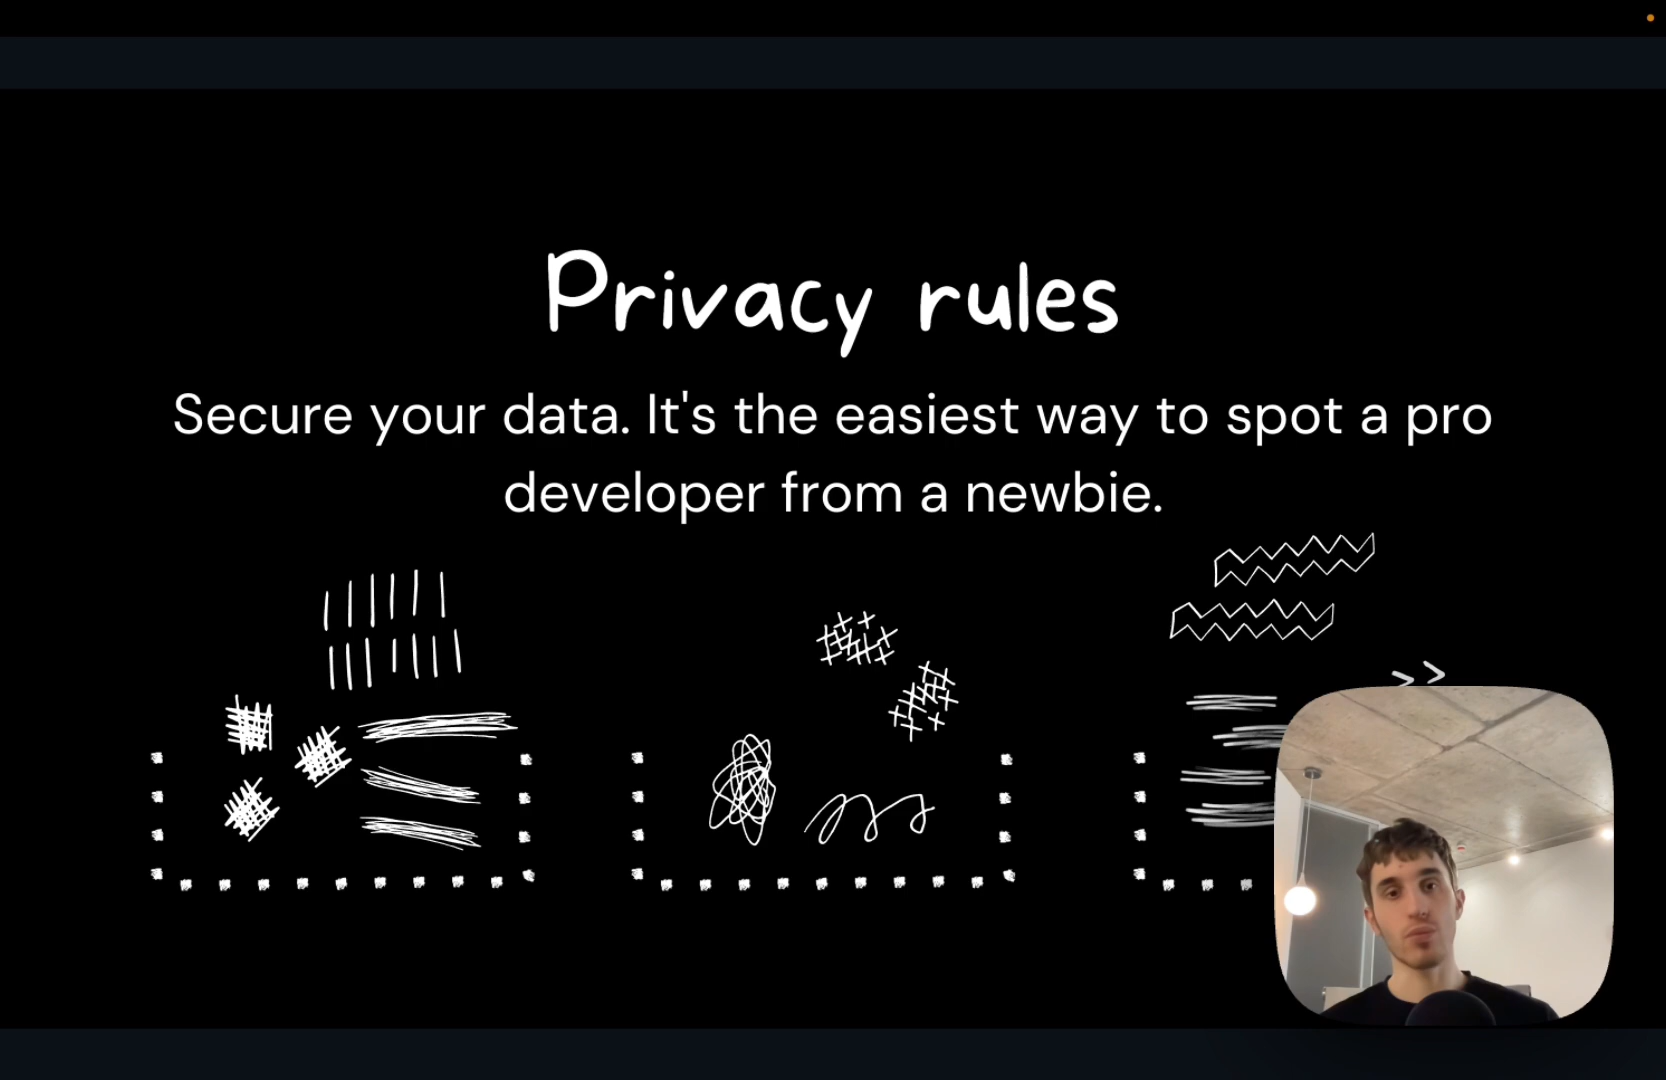 Privacy rules
Secure your data. It's the easiest way to spot a pro
developer from a newbie.